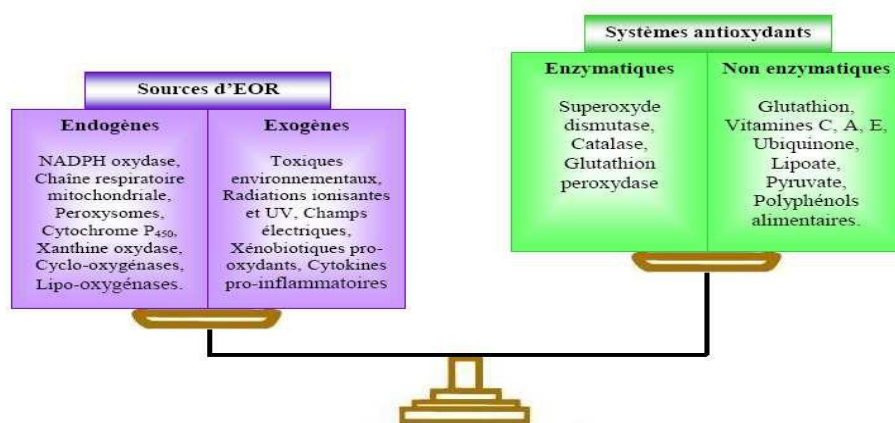 Sources d'EOR
Endogènes
NADPH oxydase,
Chaîne respiratoire
mitochondriale,
Peroxysomes,
Cytochrome P₄₅₀,
Xanthine oxydase,
Cyclo-oxygénases,
Lipo-oxygénases.
Exogènes
Toxiques
environnementaux,
Radiations ionisantes
et UV, Champs
électriques,
Xénobiotiques pro-
oxydants, Cytokines
pro-inflammatoires
Systèmes antioxydants
Enzymatiques
Superoxyde
dismutase,
Catalase,
Glutathion
peroxydase
Non enzymatiques
Glutathion,
Vitamines C, A, E,
Ubiquinone,
Lipoate,
Pyruvate,
Polyphénols
alimentaires.